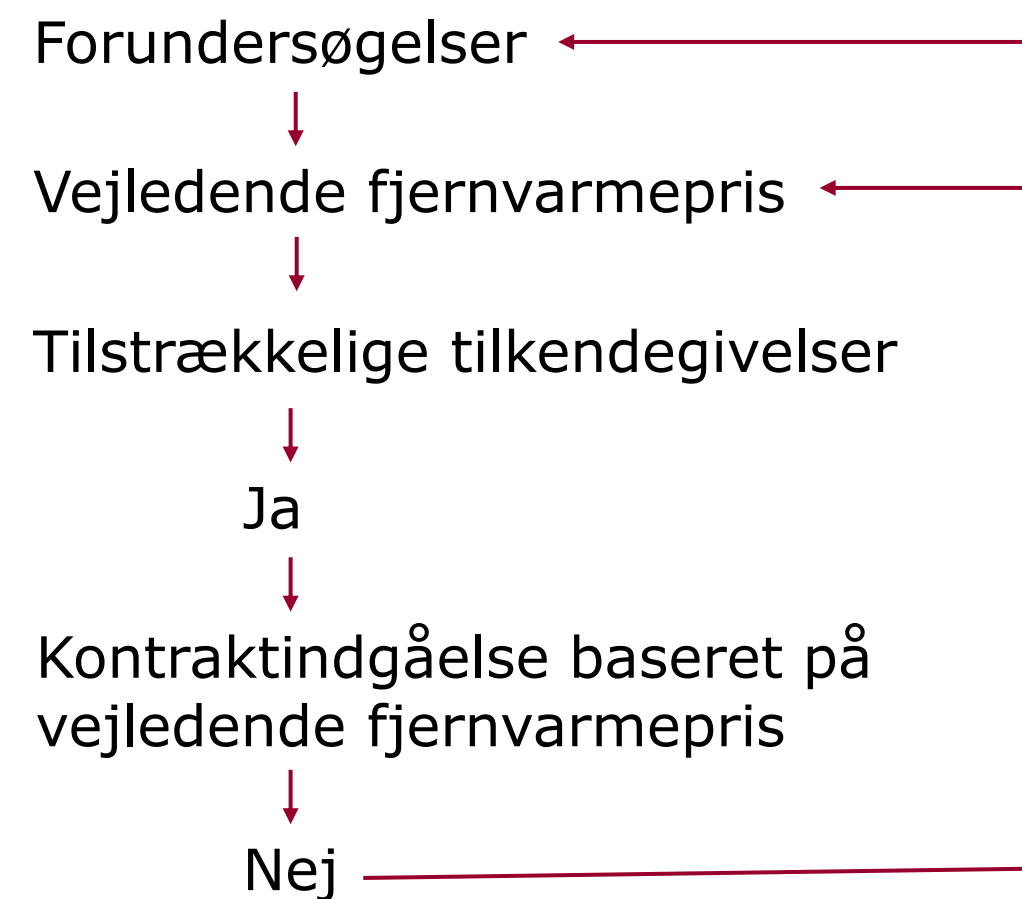 Forundersøgelser
Vejledende fjernvarmepris
Tilstrækkelige tilkendegivelser
Ja
Kontraktindgåelse baseret på
vejledende fjernvarmepris
Nej